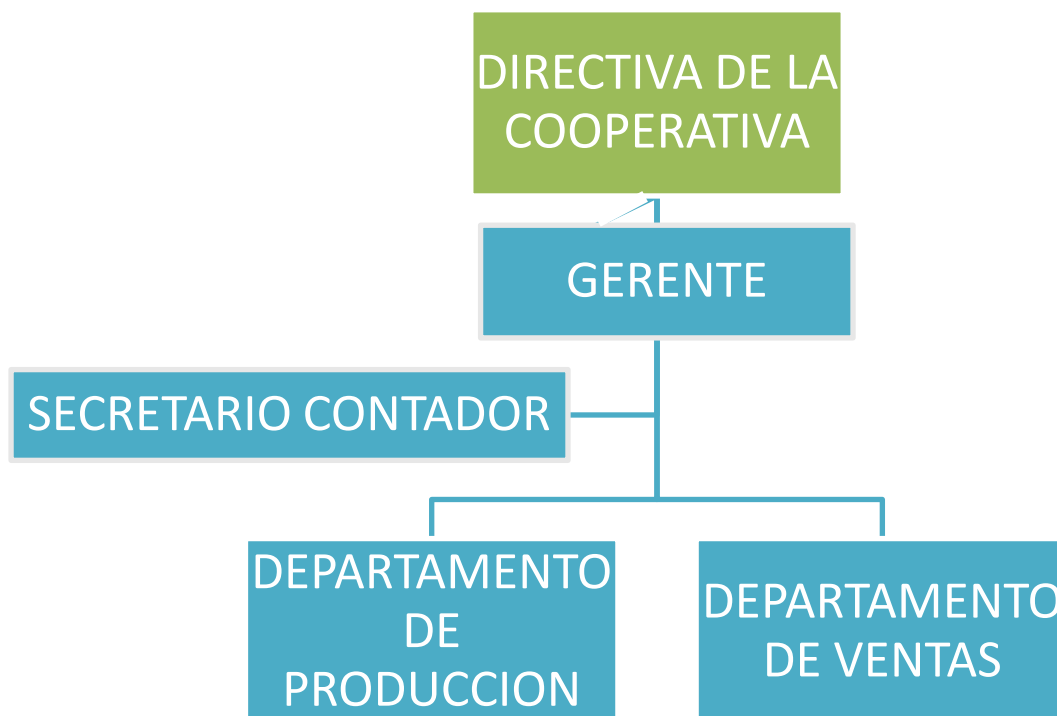 DIRECTIVA DE LA
COOPERATIVA
GERENTE
SECRETARIO CONTADOR
DEPARTAMENTO
DE
PRODUCCION
DEPARTAMENTO
DE VENTAS